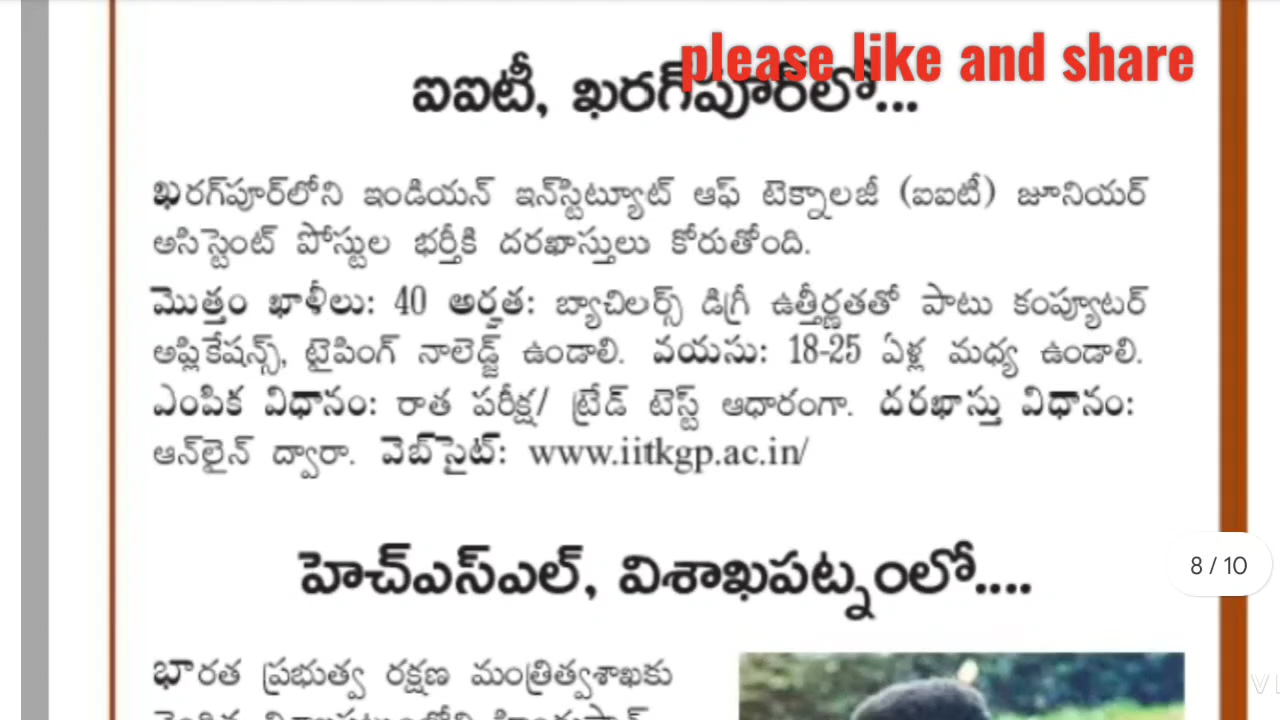 please like and share
ఐఐటీ, ఖరగ్‌పూర్‌లో...
ఖరగ్‌పూర్‌లోని ఇండియన్ ఇన్‌స్టిట్యూట్ ఆఫ్ టెక్నాలజీ (ఐఐటీ) జూనియర్
అసిస్టెంట్ పోస్టుల భర్తీకి దరఖాస్తులు కోరుతోంది.
మొత్తం ఖాళీలు: 40 అర్హత: బ్యాచిలర్స్ డిగ్రీ ఉత్తీర్ణతతో పాటు కంప్యూటర్
అప్లికేషన్స్, టైపింగ్ నాలెడ్జ్ ఉండాలి. వయసు: 18-25 ఏళ్ల మధ్య ఉండాలి.
ఎంపిక విధానం: రాత పరీక్ష/ ట్రేడ్ టెస్ట్ ఆధారంగా. దరఖాస్తు విధానం:
ఆన్‌లైన్ ద్వారా. వెబ్‌సైట్: www.iitkgp.ac.in/
హెచ్ఎస్ఎల్, విశాఖపట్నంలో....
8 / 10
భారత ప్రభుత్వ రక్షణ మంత్రిత్వశాఖకు